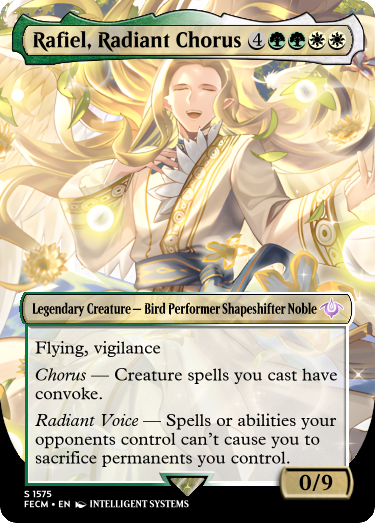 Rafiel, Radiant Chorus 4
Legendary Creature — Bird Performer Shapeshifter Noble
Flying, vigilance
Chorus — Creature spells you cast have
convoke.
Radiant Voice — Spells or abilities your
opponents control can't cause you to
sacrifice permanents you control.
0/9
S 1575
FECM • EN INTELLIGENT SYSTEMS